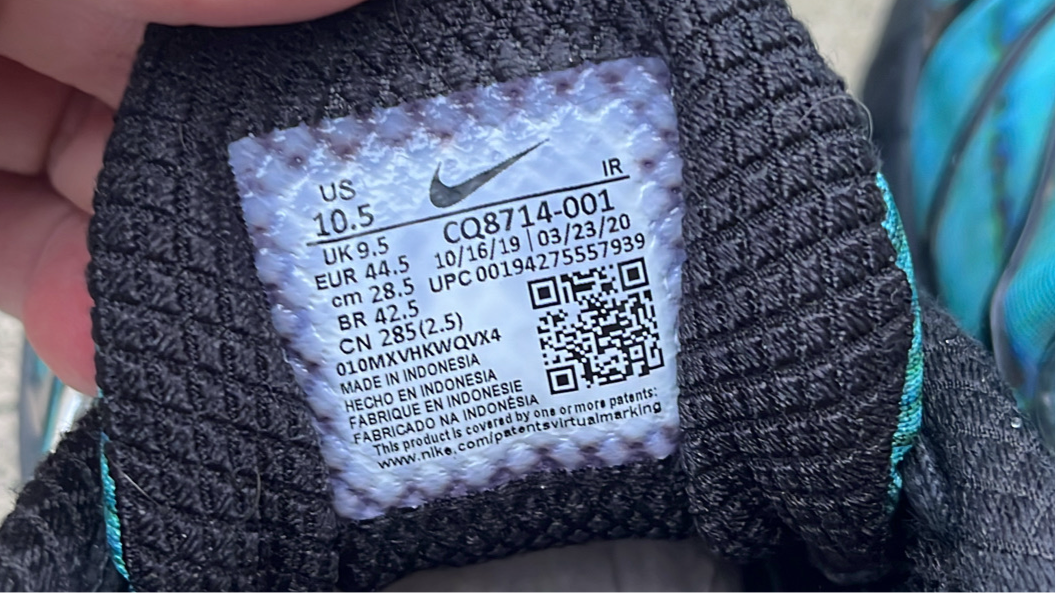 US IR
10.5 CQ8714-001
UK 9.5 10/16/19 | 03/23/20
EUR 44.5 UPC 00194275557939
cm 28.5
BR 42.5
CN 285(2.5)
010MXVHKWQVX4
MADE IN INDONESIA
HECHO EN INDONESIA
FABRIQUE EN INDONESIE
FABRICADO NA INDONÈSIA
This product is covered by one or more patents:
www.nike.com/patentsvirtualmarking